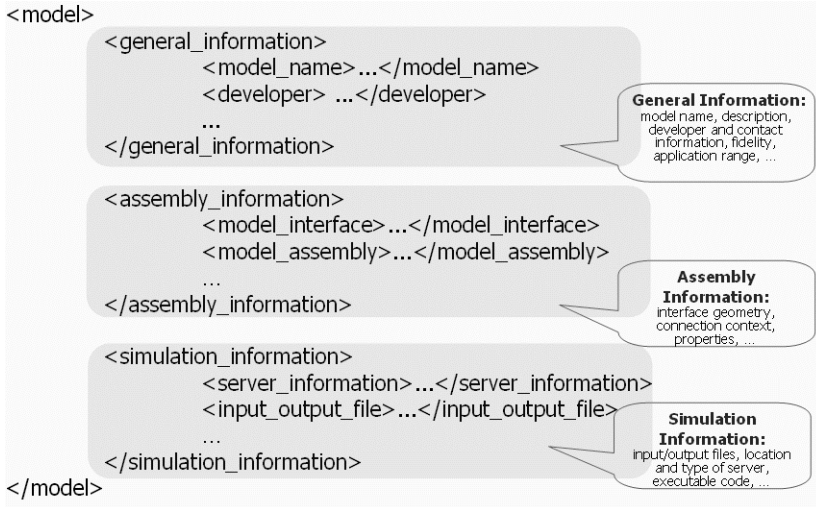 <model>
<general_information>
<model_name>...</model_name>
<developer> ...</developer>
...
</general_information>
General Information:
model name, description,
developer and contact
information, fidelity,
application range, ...
<assembly_information>
<model_interface>...</model_interface>
<model_assembly>...</model_assembly>
...
</assembly_information>
Assembly
Information:
interface geometry,
connection context,
properties, ...
<simulation_information>
<server_information>...</server_information>
<input_output_file>...</input_output_file>
...
</simulation_information>
Simulation
Information:
input/output files, location
and type of server,
executable code, ...
</model>